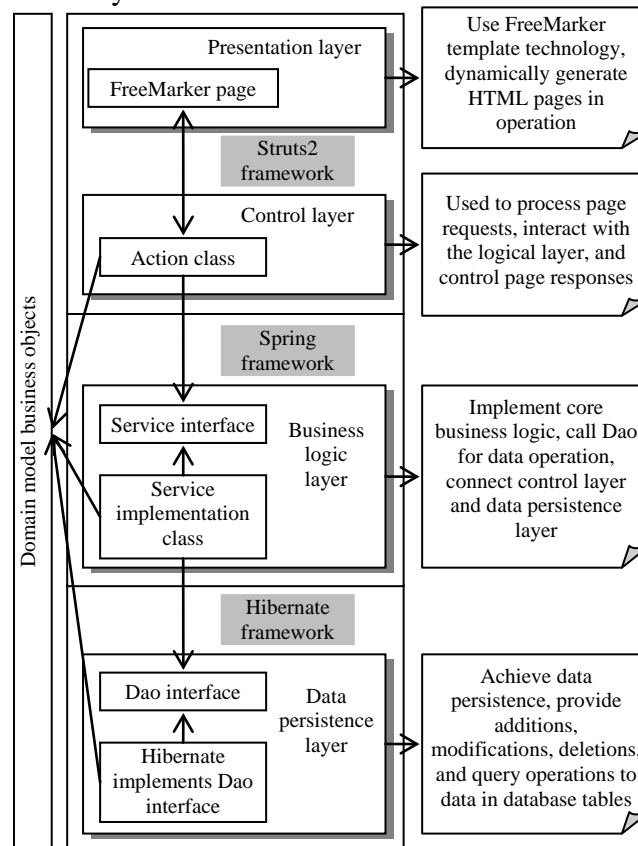 Presentation layer
FreeMarker page
Use FreeMarker
template technology,
dynamically generate
HTML pages in
operation
Struts2
framework
Control layer
Action class
Used to process page
requests, interact with
the logical layer, and
control page responses
Domain model business objects
Spring
framework
Service interface
Service
implementation
class
Business
logic
layer
Implement core
business logic, call Dao
for data operation,
connect control layer
and data persistence
layer
Hibernate
framework
Dao interface
Hibernate
implements Dao
interface
Data
persistence
layer
Achieve data
persistence, provide
additions,
modifications, deletions,
and query operations to
data in database tables